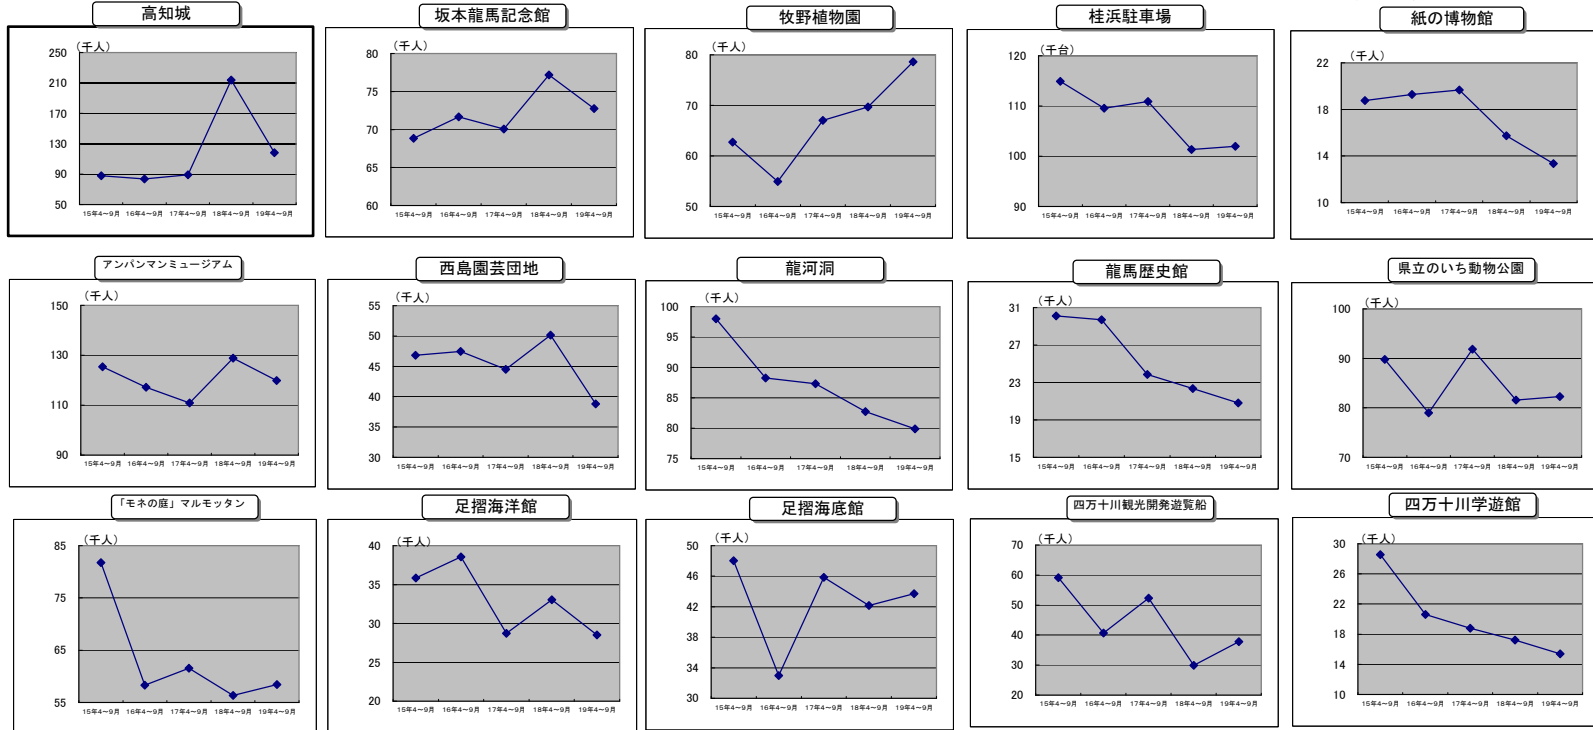 高知城
(千人)
250
210
170
130
90
50
15年4～9月 16年4～9月 17年4～9月 18年4～9月 19年4～9月
坂本龍馬記念館
(千人)
80
75
70
65
60
15年4～9月 16年4～9月 17年4～9月 18年4～9月 19年4～9月
牧野植物園
(千人)
80
70
60
50
15年4～9月 16年4～9月 17年4～9月 18年4～9月 19年4～9月
桂浜駐車場
(千台)
120
110
100
90
15年4～9月 16年4～9月 17年4～9月 18年4～9月 19年4～9月
紙の博物館
(千人)
22
18
14
10
15年4～9月 16年4～9月 17年4～9月 18年4～9月 19年4～9月
アンパンマンミュージアム
(千人)
150
130
110
90
15年4～9月 16年4～9月 17年4～9月 18年4～9月 19年4～9月
西島園芸団地
(千人)
55
50
45
40
35
30
15年4～9月 16年4～9月 17年4～9月 18年4～9月 19年4～9月
龍河洞
(千人)
100
95
90
85
80
75
15年4～9月 16年4～9月 17年4～9月 18年4～9月 19年4～9月
龍馬歴史館
(千人)
31
27
23
19
15
15年4～9月 16年4～9月 17年4～9月 18年4～9月 19年4～9月
県立のいち動物公園
(千人)
100
90
80
70
15年4～9月 16年4～9月 17年4～9月 18年4～9月 19年4～9月
「モネの庭」マルモッタン
(千人)
85
75
65
55
15年4～9月 16年4～9月 17年4～9月 18年4～9月 19年4～9月
足摺海洋館
(千人)
40
35
30
25
20
15年4～9月 16年4～9月 17年4～9月 18年4～9月 19年4～9月
足摺海底館
(千人)
50
46
42
38
34
30
15年4～9月 16年4～9月 17年4～9月 18年4～9月 19年4～9月
四万十川観光開発遊覧船
(千人)
70
60
50
40
30
20
15年4～9月 16年4～9月 17年4～9月 18年4～9月 19年4～9月
四万十川学遊館
(千人)
30
26
22
18
14
10
15年4～9月 16年4～9月 17年4～9月 18年4～9月 19年4～9月